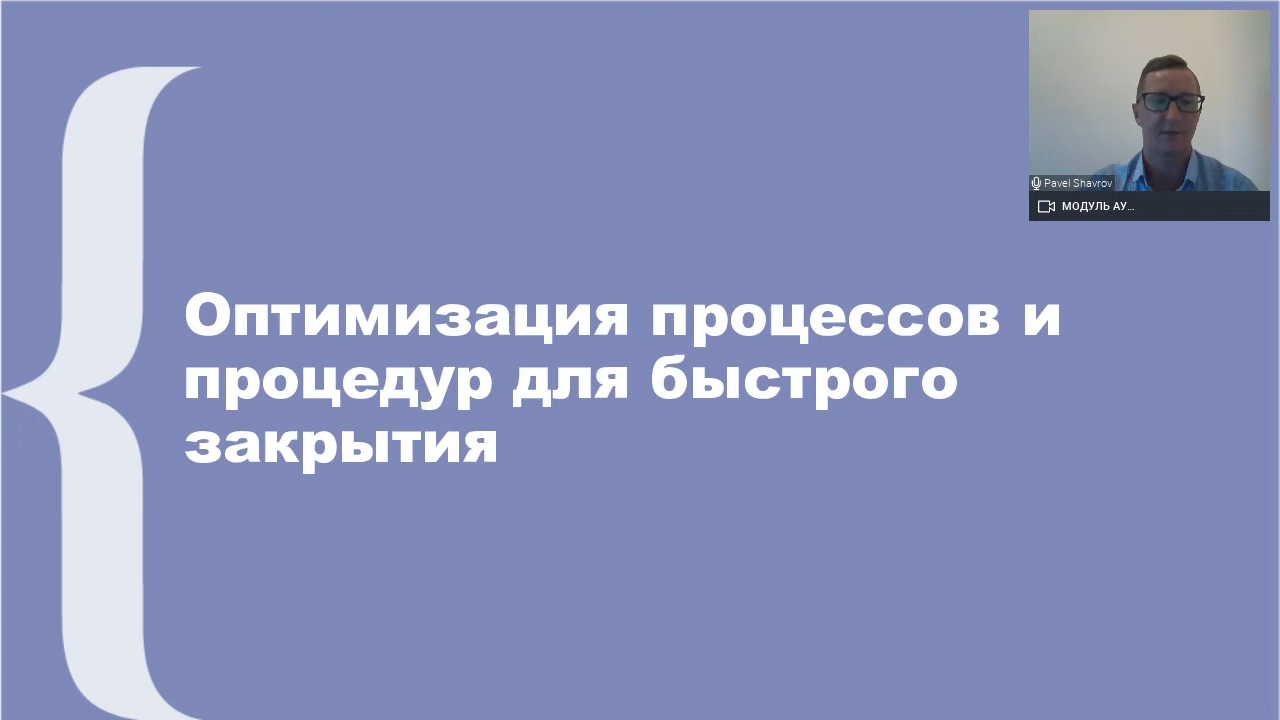 Pavel Shavrov
МОДУЛЬ АУ...
Оптимизация процессов и
процедур для быстрого
закрытия